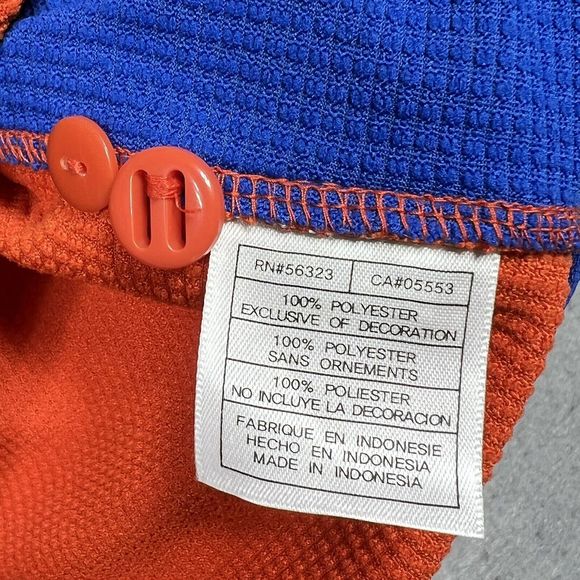 RN#56323 CA#05553
100% POLYESTER
EXCLUSIVE OF DECORATION
100% POLYESTER
SANS ORNEMENTS
100% POLIESTER
NO INCLUYE LA DECORACION
FABRIQUE EN INDONESIE
HECHO EN INDONESIA
MADE IN INDONESIA